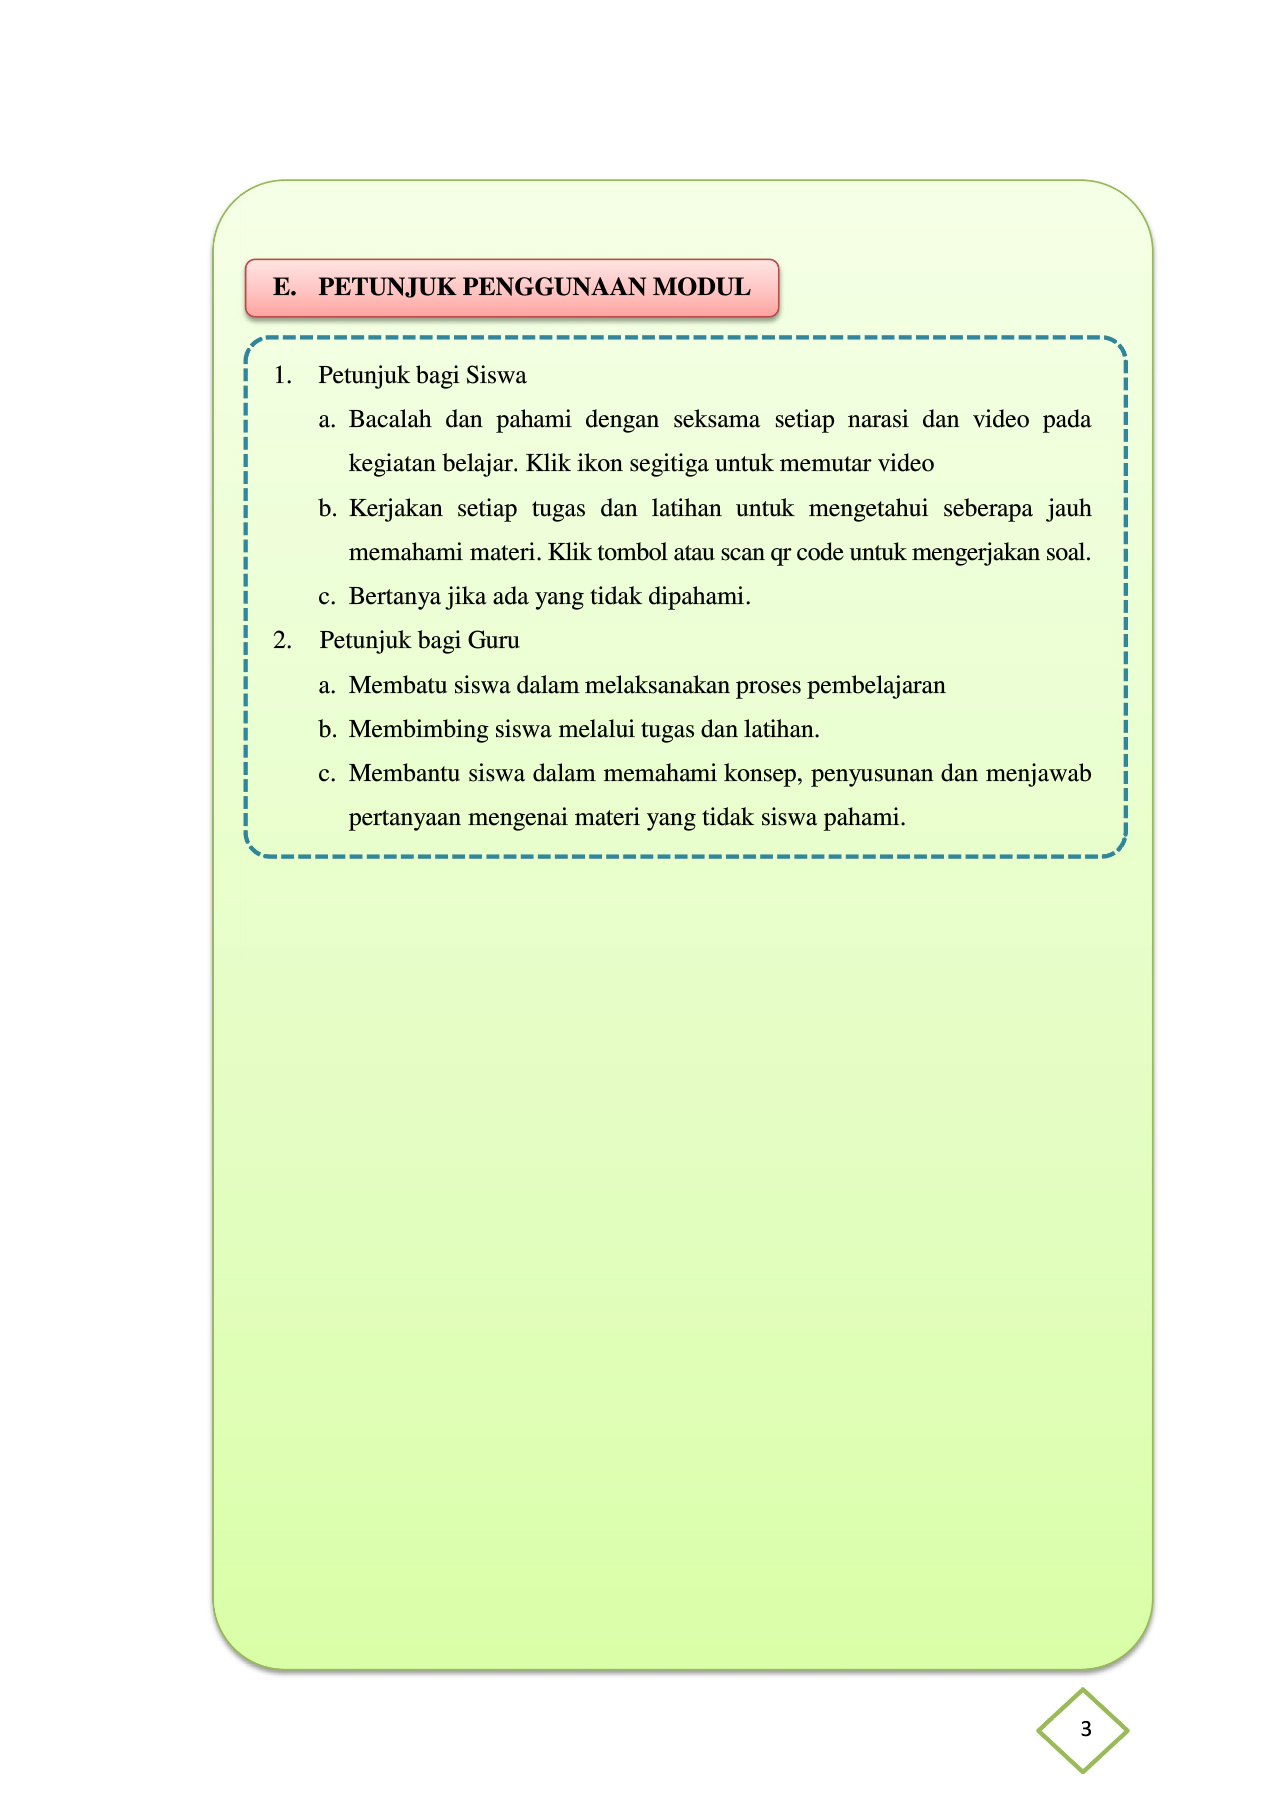 E. PETUNJUK PENGGUNAAN MODUL
1. Petunjuk bagi Siswa
a. Bacalah dan pahami dengan seksama setiap narasi dan video pada
kegiatan belajar. Klik ikon segitiga untuk memutar video
b. Kerjakan setiap tugas dan latihan untuk mengetahui seberapa jauh
memahami materi. Klik tombol atau scan qr code untuk mengerjakan soal.
c. Bertanya jika ada yang tidak dipahami.
2. Petunjuk bagi Guru
a. Membatu siswa dalam melaksanakan proses pembelajaran
b. Membimbing siswa melalui tugas dan latihan.
c. Membantu siswa dalam memahami konsep, penyusunan dan menjawab
pertanyaan mengenai materi yang tidak siswa pahami.
3